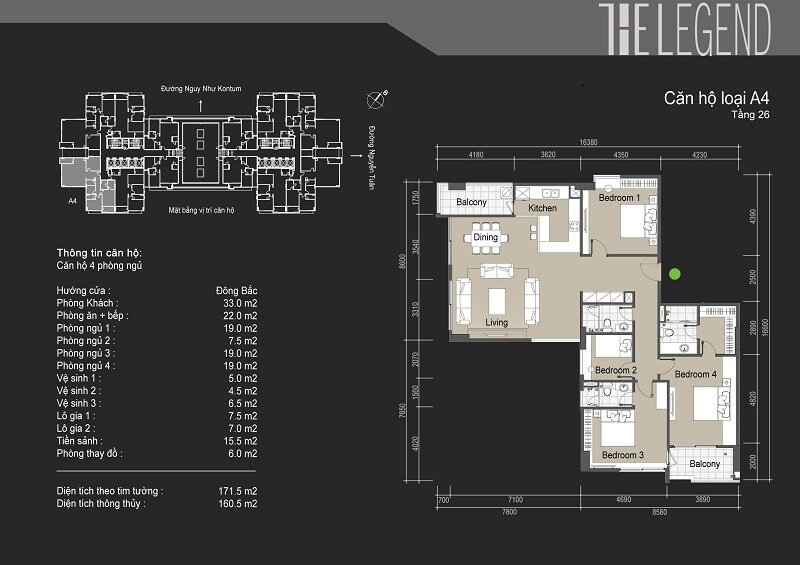 THE LEGEND
Căn hộ loại A4
Tầng 26
Đường Ngụy Như Kontum
B
Đường Nguyễn Tuân
A4
Mặt bằng vị trí căn hộ
Thông tin căn hộ:
Căn hộ 4 phòng ngủ
Hướng cửa : Đông Bắc
Phòng Khách : 33.0 m2
Phòng ăn + bếp : 22.0 m2
Phòng ngủ 1 : 19.0 m2
Phòng ngủ 2 : 7.5 m2
Phòng ngủ 3 : 19.0 m2
Phòng ngủ 4 : 19.0 m2
Vệ sinh 1 : 5.0 m2
Vệ sinh 2 : 4.5 m2
Vệ sinh 3 : 6.5 m2
Lô gia 1 : 7.5 m2
Lô gia 2 : 7.0 m2
Tiền sảnh : 15.5 m2
Phòng thay đồ : 6.0 m2
Diện tích theo tim tường : 171.5 m2
Diện tích thông thủy : 160.5 m2
16380
4180 3620 4350 4230
1750
3540
8600
3310
2070
1560
7650
4020
4390
2500
2890
16600
4820
2000
Balcony
Kitchen
Bedroom 1
Dining
Living
Bedroom 2
Bedroom 4
Bedroom 3
Balcony
700 7100 4690 3890
7800 8580